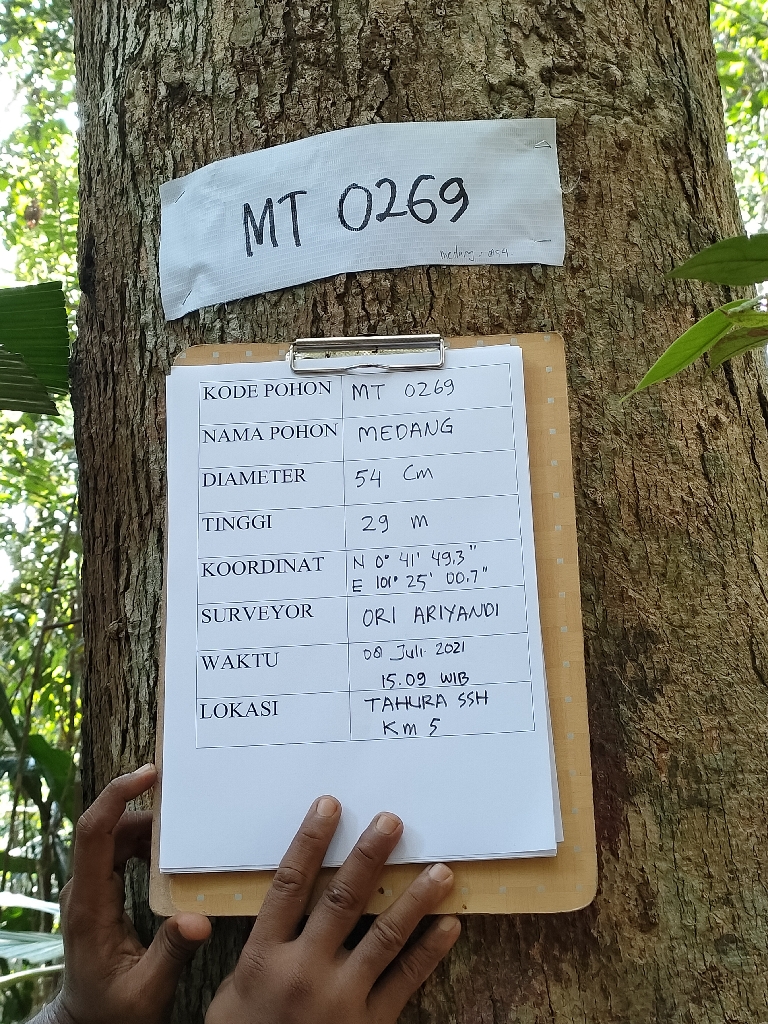 MT 0269
KODE POHON MT 0269
NAMA POHON MEDANG
DIAMETER 54 Cm
TINGGI 29 m
KOORDINAT N 0° 41' 49.3"
E 101° 25' 00.7"
SURVEYOR ORI ARIYANDI
WAKTU 08 Juli 2021
15.09 WIB
LOKASI TAHURA SSH
Km 5